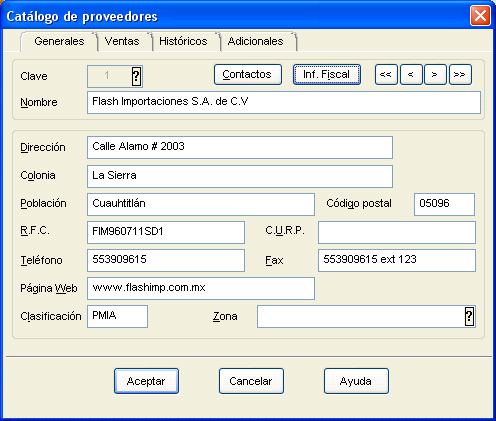 Catálogo de proveedores
Generales Ventas Históricos Adicionales
Clave 1 ? Contactos Inf. Fiscal << < > >>
Nombre Flash Importaciones S.A. de C.V
Dirección Calle Alamo # 2003
Colonia La Sierra
Población Cuauhtitlán Código postal 05096
R.F.C. FIM960711SD1 C.U.R.P.
Teléfono 553909615 Fax 553909615 ext 123
Página Web www.flashimp.com.mx
Clasificación PMIA Zona ?
Aceptar Cancelar Ayuda